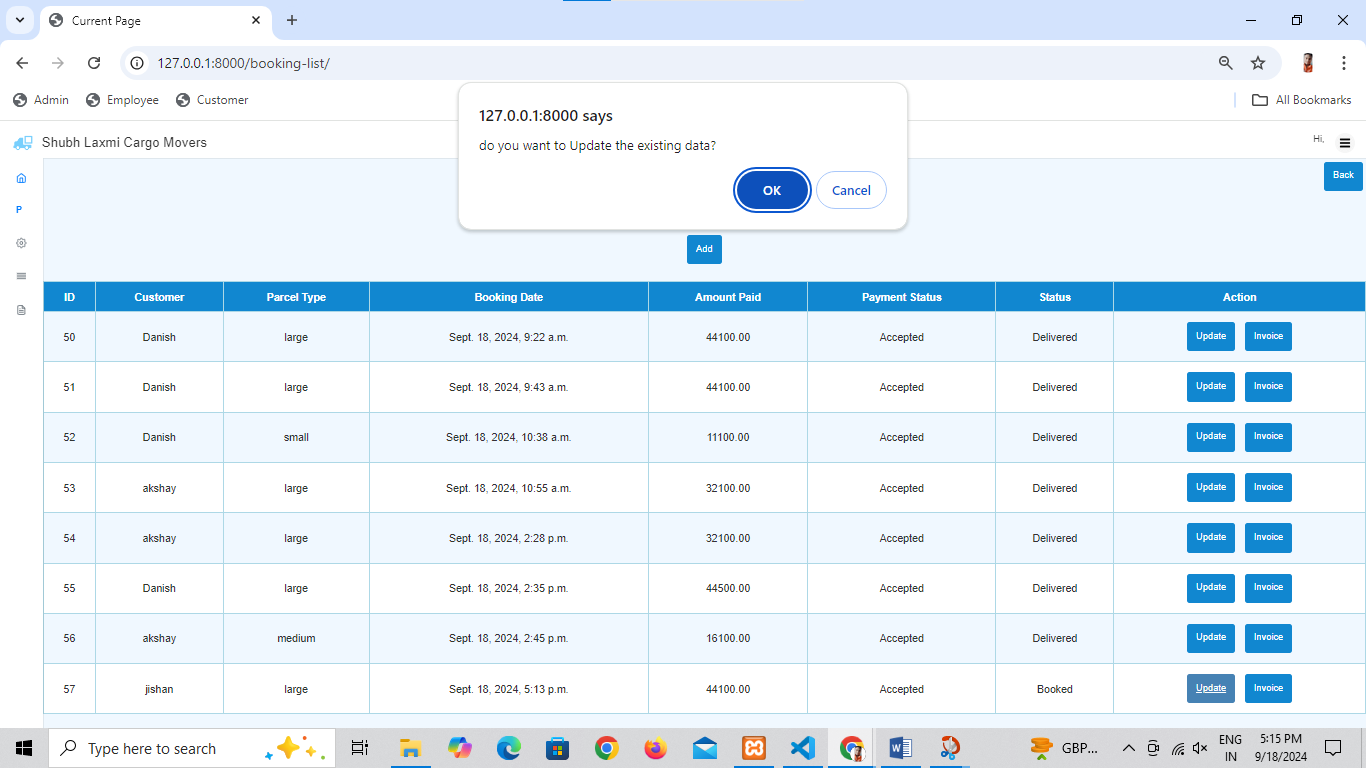 Current Page
127.0.0.1:8000/booking-list/
Admin Employee Customer All Bookmarks
127.0.0.1:8000 says
do you want to Update the existing data?
OK Cancel
Shubh Laxmi Cargo Movers Hi,
Back
P
Add
ID Customer Parcel Type Booking Date Amount Paid Payment Status Status Action
50 Danish large Sept. 18, 2024, 9:22 a.m. 44100.00 Accepted Delivered Update Invoice
51 Danish large Sept. 18, 2024, 9:43 a.m. 44100.00 Accepted Delivered Update Invoice
52 Danish small Sept. 18, 2024, 10:38 a.m. 11100.00 Accepted Delivered Update Invoice
53 akshay large Sept. 18, 2024, 10:55 a.m. 32100.00 Accepted Delivered Update Invoice
54 akshay large Sept. 18, 2024, 2:28 p.m. 32100.00 Accepted Delivered Update Invoice
55 Danish large Sept. 18, 2024, 2:35 p.m. 44500.00 Accepted Delivered Update Invoice
56 akshay medium Sept. 18, 2024, 2:45 p.m. 16100.00 Accepted Delivered Update Invoice
57 jishan large Sept. 18, 2024, 5:13 p.m. 44100.00 Accepted Booked Update Invoice
Type here to search GBP...
ENG 5:15 PM
IN 9/18/2024